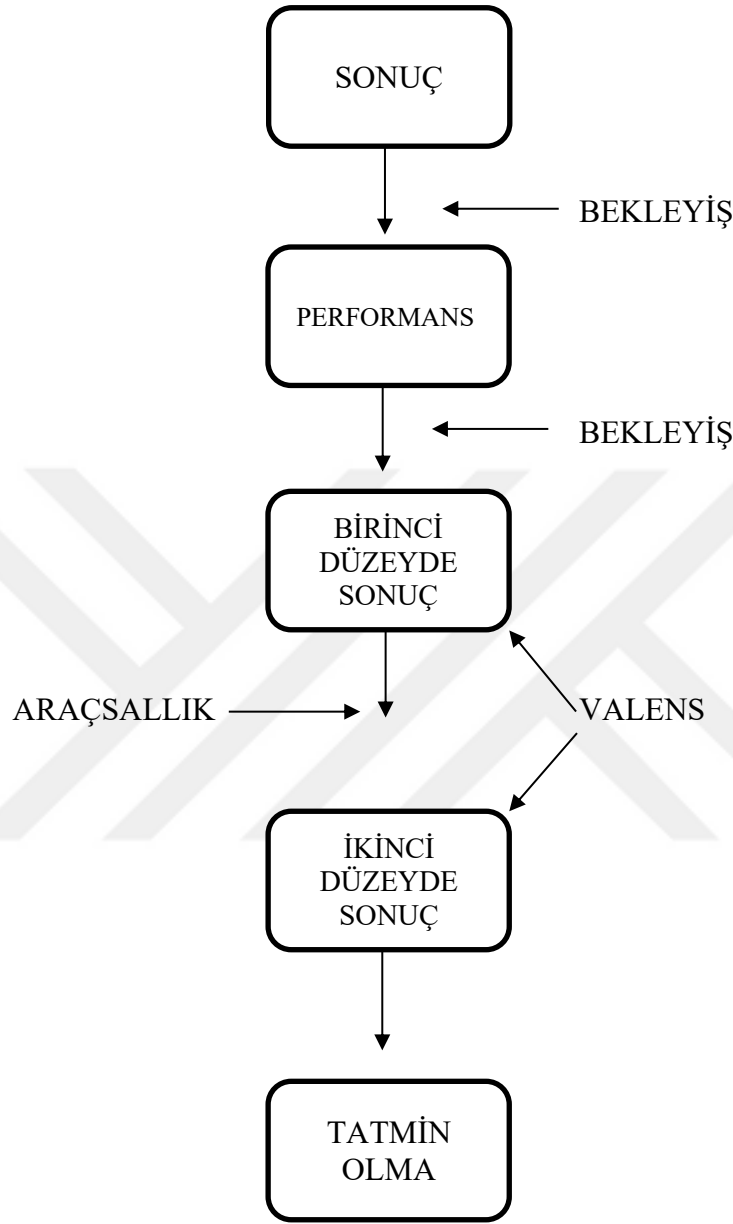 SONUÇ
BEKLEYİŞ
PERFORMANS
BEKLEYİŞ
BİRİNCİ
DÜZEYDE
SONUÇ
ARAÇSALLIK
VALENS
İKİNCİ
DÜZEYDE
SONUÇ
TATMİN
OLMA